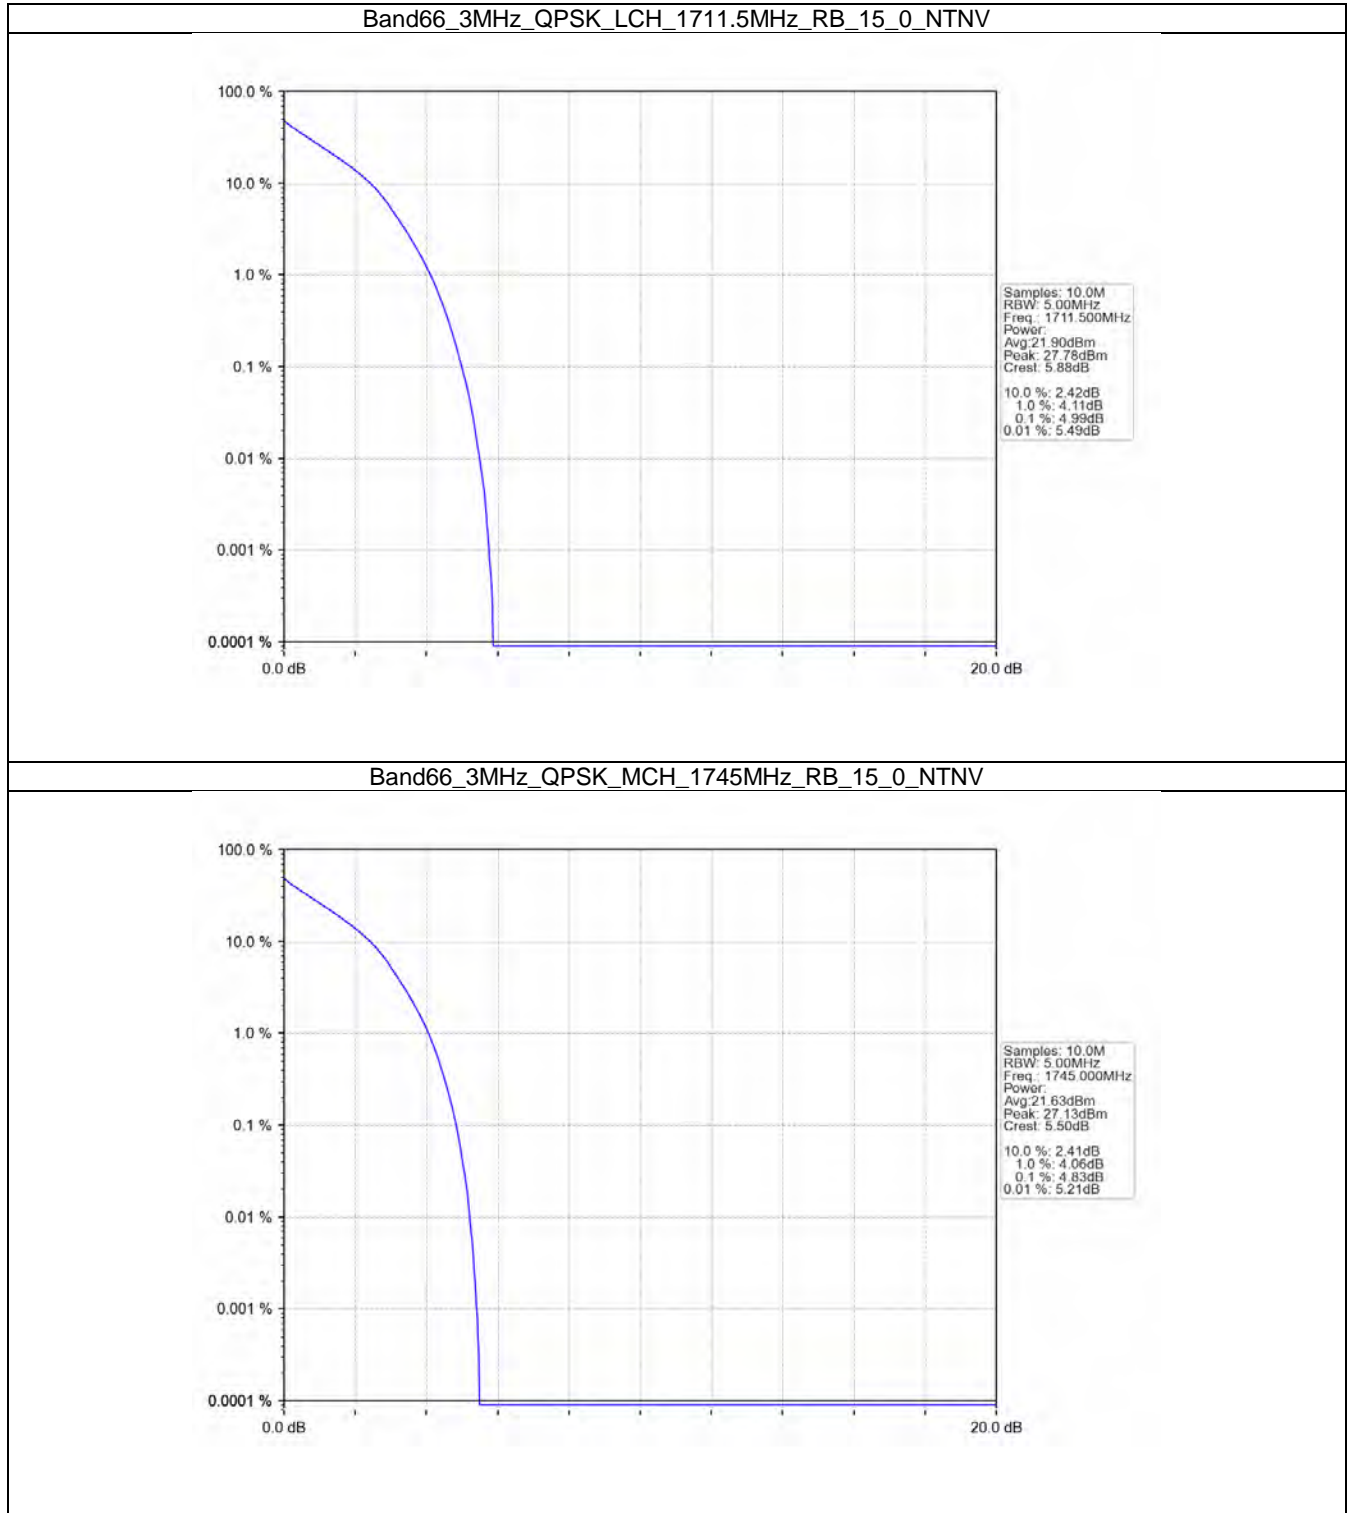 Band66_3MHz_QPSK_LCH_1711.5MHz_RB_15_0_NTNV
100.0 %
10.0 %
1.0 %
0.1 %
0.01 %
0.001 %
0.0001 %
0.0 dB
20.0 dB
Samples: 10.0M
RBW: 5.00MHz
Freq.: 1711.500MHz
Power:
Avg:21.90dBm
Peak: 27.78dBm
Crest: 5.88dB
10.0 %: 2.42dB
1.0 %: 4.11dB
0.1 %: 4.99dB
0.01 %: 5.49dB
Band66_3MHz_QPSK_MCH_1745MHz_RB_15_0_NTNV
100.0 %
10.0 %
1.0 %
0.1 %
0.01 %
0.001 %
0.0001 %
0.0 dB
20.0 dB
Samples: 10.0M
RBW: 5.00MHz
Freq.: 1745.000MHz
Power:
Avg:21.63dBm
Peak: 27.13dBm
Crest: 5.50dB
10.0 %: 2.41dB
1.0 %: 4.06dB
0.1 %: 4.83dB
0.01 %: 5.21dB